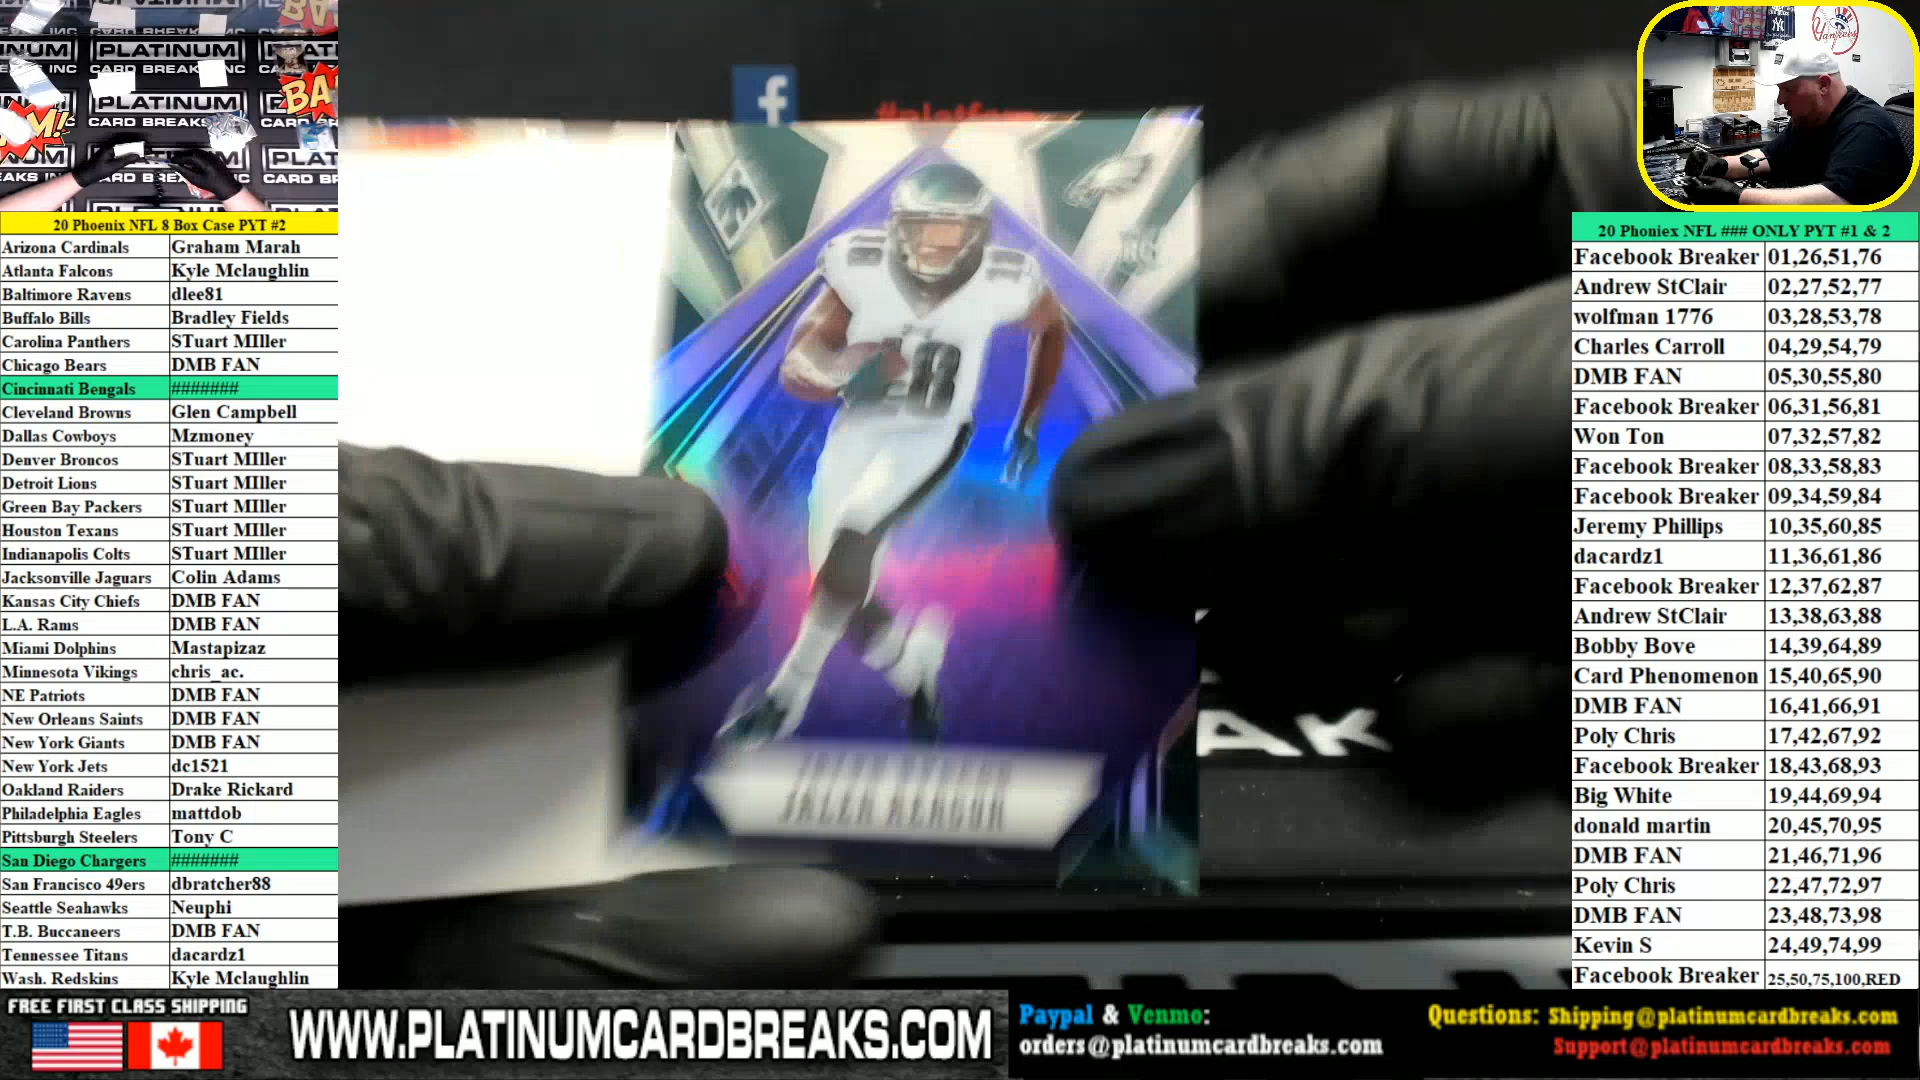 PLATINUM
CARD BREAKS INC
PLATINUM
CARD BREAKS
20 Phoenix NFL 8 Box Case PYT #2
Arizona Cardinals Graham Marah
Atlanta Falcons Kyle Mclaughlin
Baltimore Ravens dlee81
Buffalo Bills Bradley Fields
Carolina Panthers STuart MIller
Chicago Bears DMB FAN
Cincinnati Bengals #######
Cleveland Browns Glen Campbell
Dallas Cowboys Mzmoney
Denver Broncos STuart MIller
Detroit Lions STuart MIller
Green Bay Packers STuart MIller
Houston Texans STuart MIller
Indianapolis Colts STuart MIller
Jacksonville Jaguars Colin Adams
Kansas City Chiefs DMB FAN
L.A. Rams DMB FAN
Miami Dolphins Mastapizaz
Minnesota Vikings chris_ac.
NE Patriots DMB FAN
New Orleans Saints DMB FAN
New York Giants DMB FAN
New York Jets dc1521
Oakland Raiders Drake Rickard
Philadelphia Eagles mattdob
Pittsburgh Steelers Tony C
San Diego Chargers #######
San Francisco 49ers dbratcher88
Seattle Seahawks Neuphi
T.B. Buccaneers DMB FAN
Tennessee Titans dacardz1
Wash. Redskins Kyle Mclaughlin
f
18
JALEN REAGOR
AK
Yankees
20 Phoniex NFL ### ONLY PYT #1 & 2
Facebook Breaker 01,26,51,76
Andrew StClair 02,27,52,77
wolfman 1776 03,28,53,78
Charles Carroll 04,29,54,79
DMB FAN 05,30,55,80
Facebook Breaker 06,31,56,81
Won Ton 07,32,57,82
Facebook Breaker 08,33,58,83
Facebook Breaker 09,34,59,84
Jeremy Phillips 10,35,60,85
dacardz1 11,36,61,86
Facebook Breaker 12,37,62,87
Andrew StClair 13,38,63,88
Bobby Bove 14,39,64,89
Card Phenomenon 15,40,65,90
DMB FAN 16,41,66,91
Poly Chris 17,42,67,92
Facebook Breaker 18,43,68,93
Big White 19,44,69,94
donald martin 20,45,70,95
DMB FAN 21,46,71,96
Poly Chris 22,47,72,97
DMB FAN 23,48,73,98
Kevin S 24,49,74,99
Facebook Breaker 25,50,75,100,RED
FREE FIRST CLASS SHIPPING
WWW.PLATINUMCARDBREAKS.COM
Paypal & Venmo:
orders@platinumcardbreaks.com
Questions: Shipping@platinumcardbreaks.com
Support@platinumcardbreaks.com